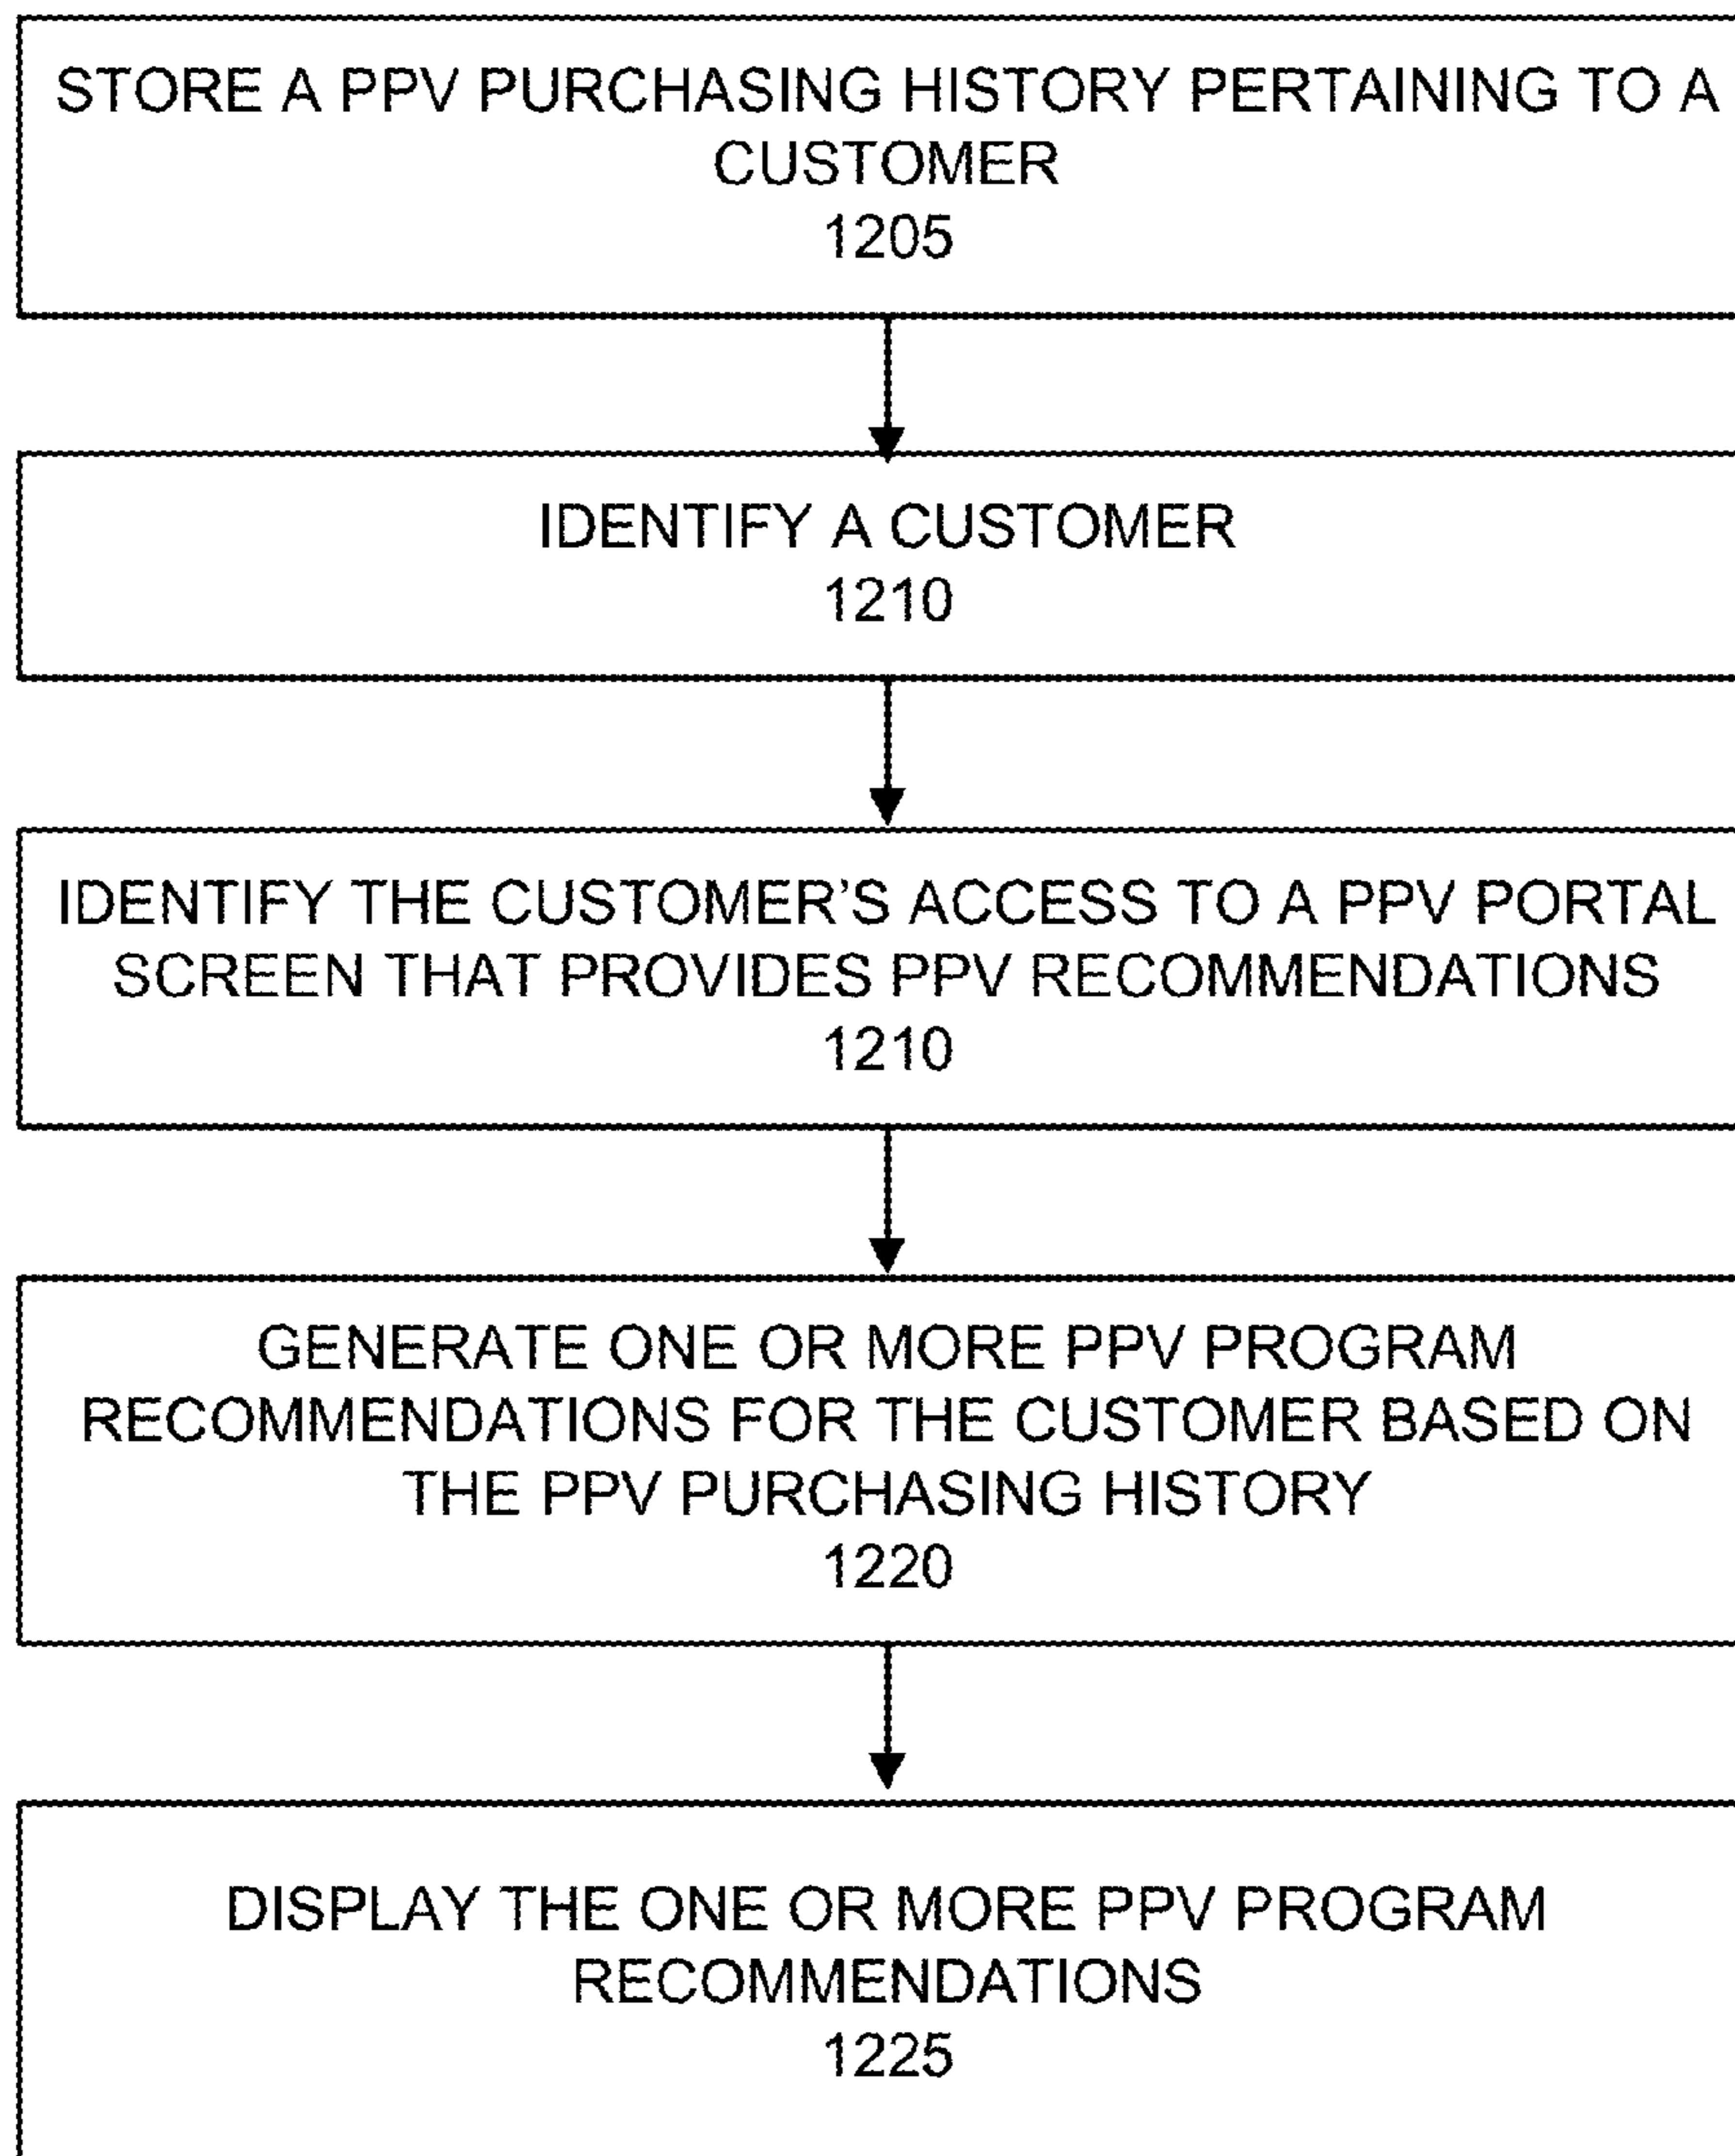 STORE A PPV PURCHASING HISTORY PERTAINING TO A
CUSTOMER
1205
IDENTIFY A CUSTOMER
1210
IDENTIFY THE CUSTOMER'S ACCESS TO A PPV PORTAL
SCREEN THAT PROVIDES PPV RECOMMENDATIONS
1210
GENERATE ONE OR MORE PPV PROGRAM
RECOMMENDATIONS FOR THE CUSTOMER BASED ON
THE PPV PURCHASING HISTORY
1220
DISPLAY THE ONE OR MORE PPV PROGRAM
RECOMMENDATIONS
1225